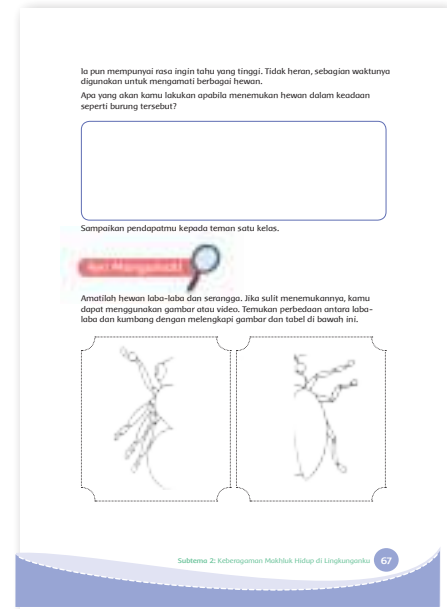 Ia pun mempunyai rasa ingin tahu yang tinggi. Tidak heran, sebagian waktunya
digunakan untuk mengamati berbagai hewan.
Apa yang akan kamu lakukan apabila menemukan hewan dalam keadaan
seperti burung tersebut?
Sampaikan pendapatmu kepada teman satu kelas.
Ayo Mengamati
Amatilah hewan laba-laba dan serangga. Jika sulit menemukannya, kamu
dapat menggunakan gambar atau video. Temukan perbedaan antara laba-
laba dan kumbang dengan melengkapi gambar dan tabel di bawah ini.
Subtema 2: Keberagaman Makhluk Hidup di Lingkunganku 67